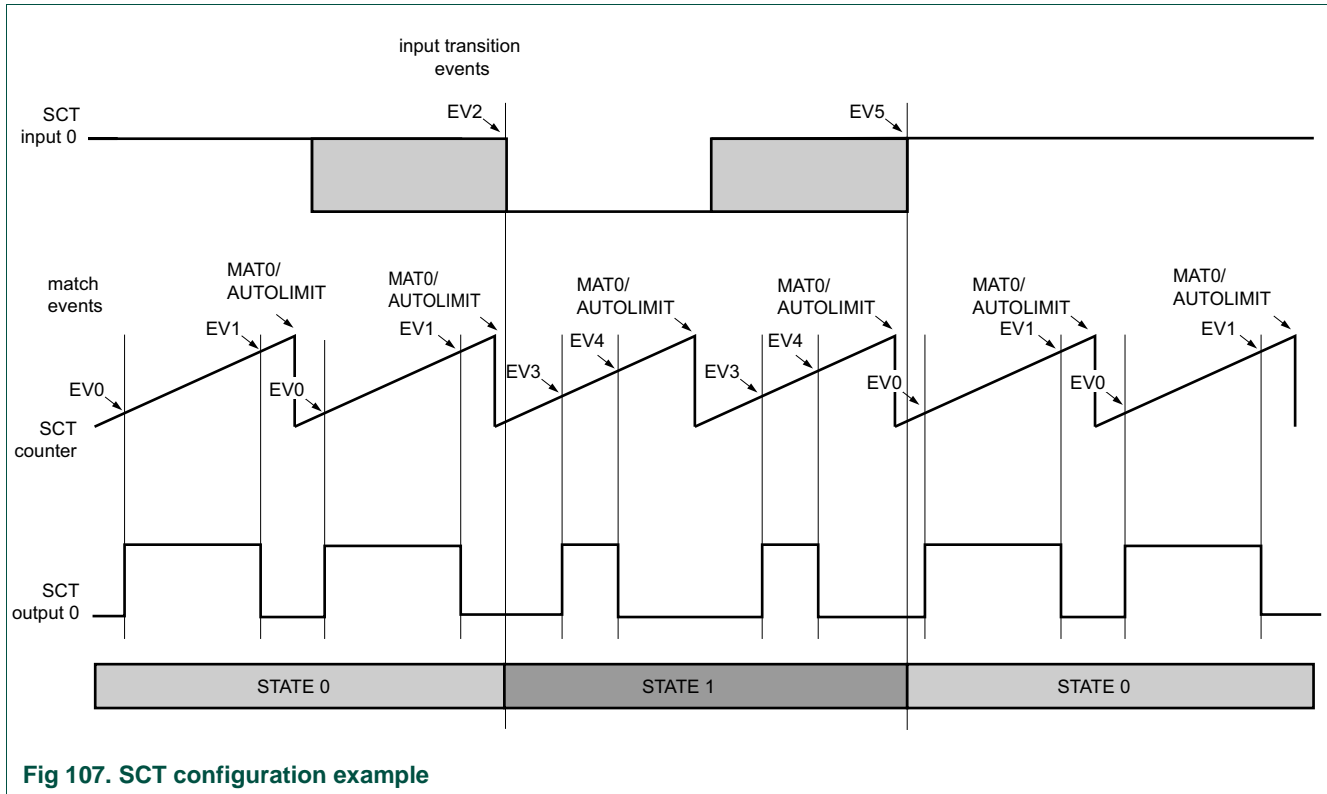 input transition
events
SCT
input 0
EV2
EV5
match
events
MAT0/
AUTOLIMIT
MAT0/
AUTOLIMIT
MAT0/
AUTOLIMIT
MAT0/
AUTOLIMIT
MAT0/
AUTOLIMIT
MAT0/
AUTOLIMIT
EV0
EV1
EV0
EV1
EV3
EV4
EV3
EV4
EV0
EV1
EV0
EV1
SCT
counter
SCT
output 0
STATE 0
STATE 1
STATE 0
Fig 107. SCT configuration example